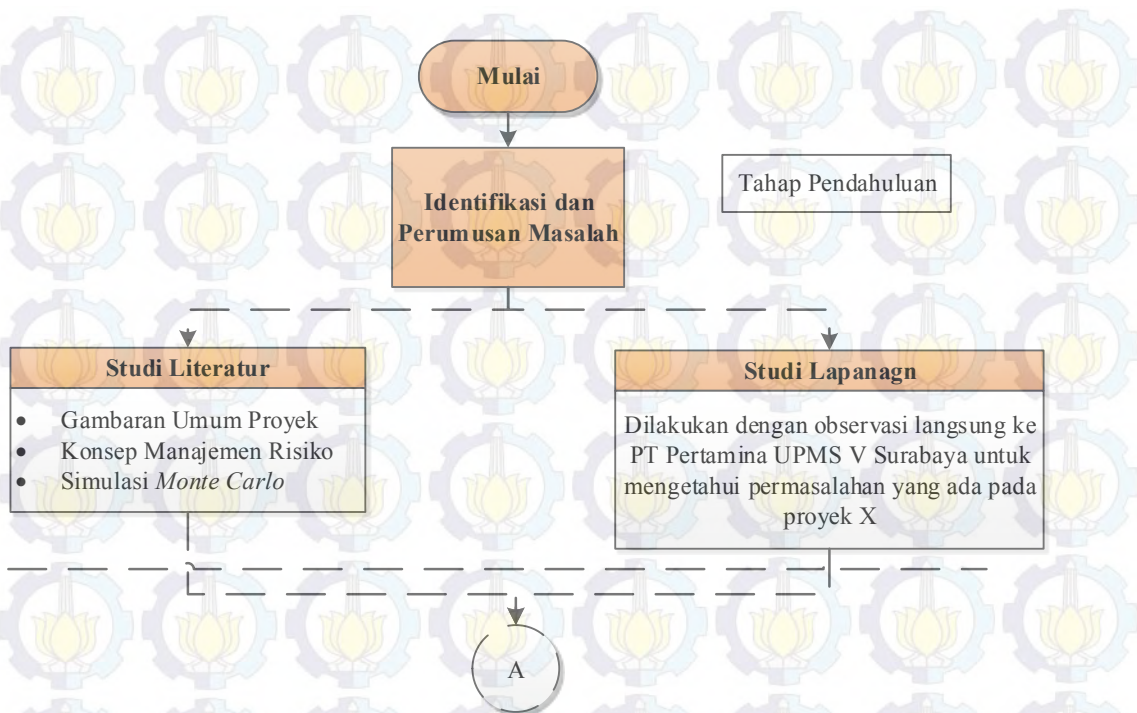 Mulai
Identifikasi dan
Perumusan Masalah
Tahap Pendahuluan
Studi Literatur
• Gambaran Umum Proyek
• Konsep Manajemen Risiko
• Simulasi Monte Carlo
Studi Lapanagn
Dilakukan dengan observasi langsung ke
PT Pertamina UPMS V Surabaya untuk
mengetahui permasalahan yang ada pada
proyek X
A